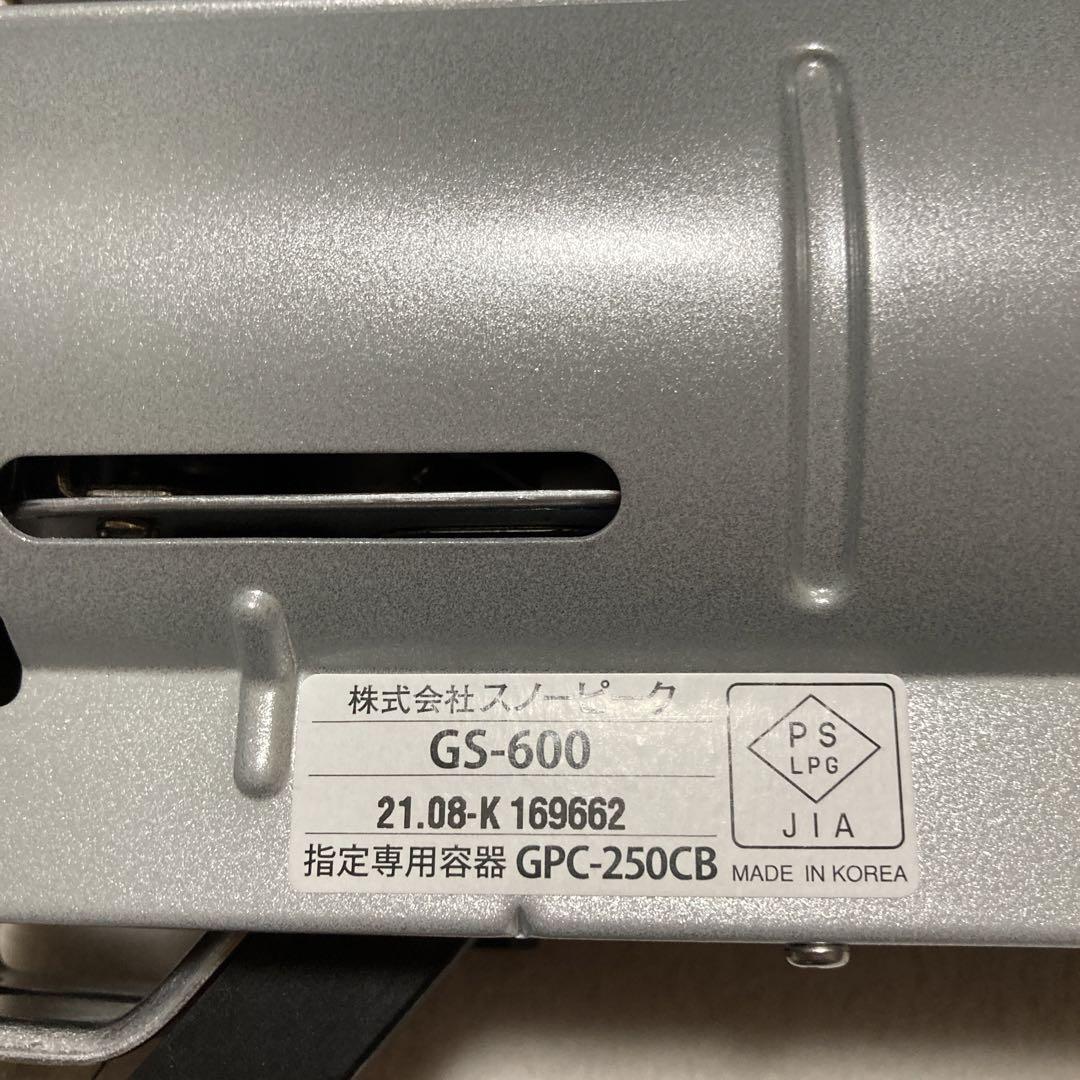 株式会社スノーピーク
GS-600
21.08-K 169662
指定専用容器 GPC-250CB
PS
LPG
JIA
MADE IN KOREA